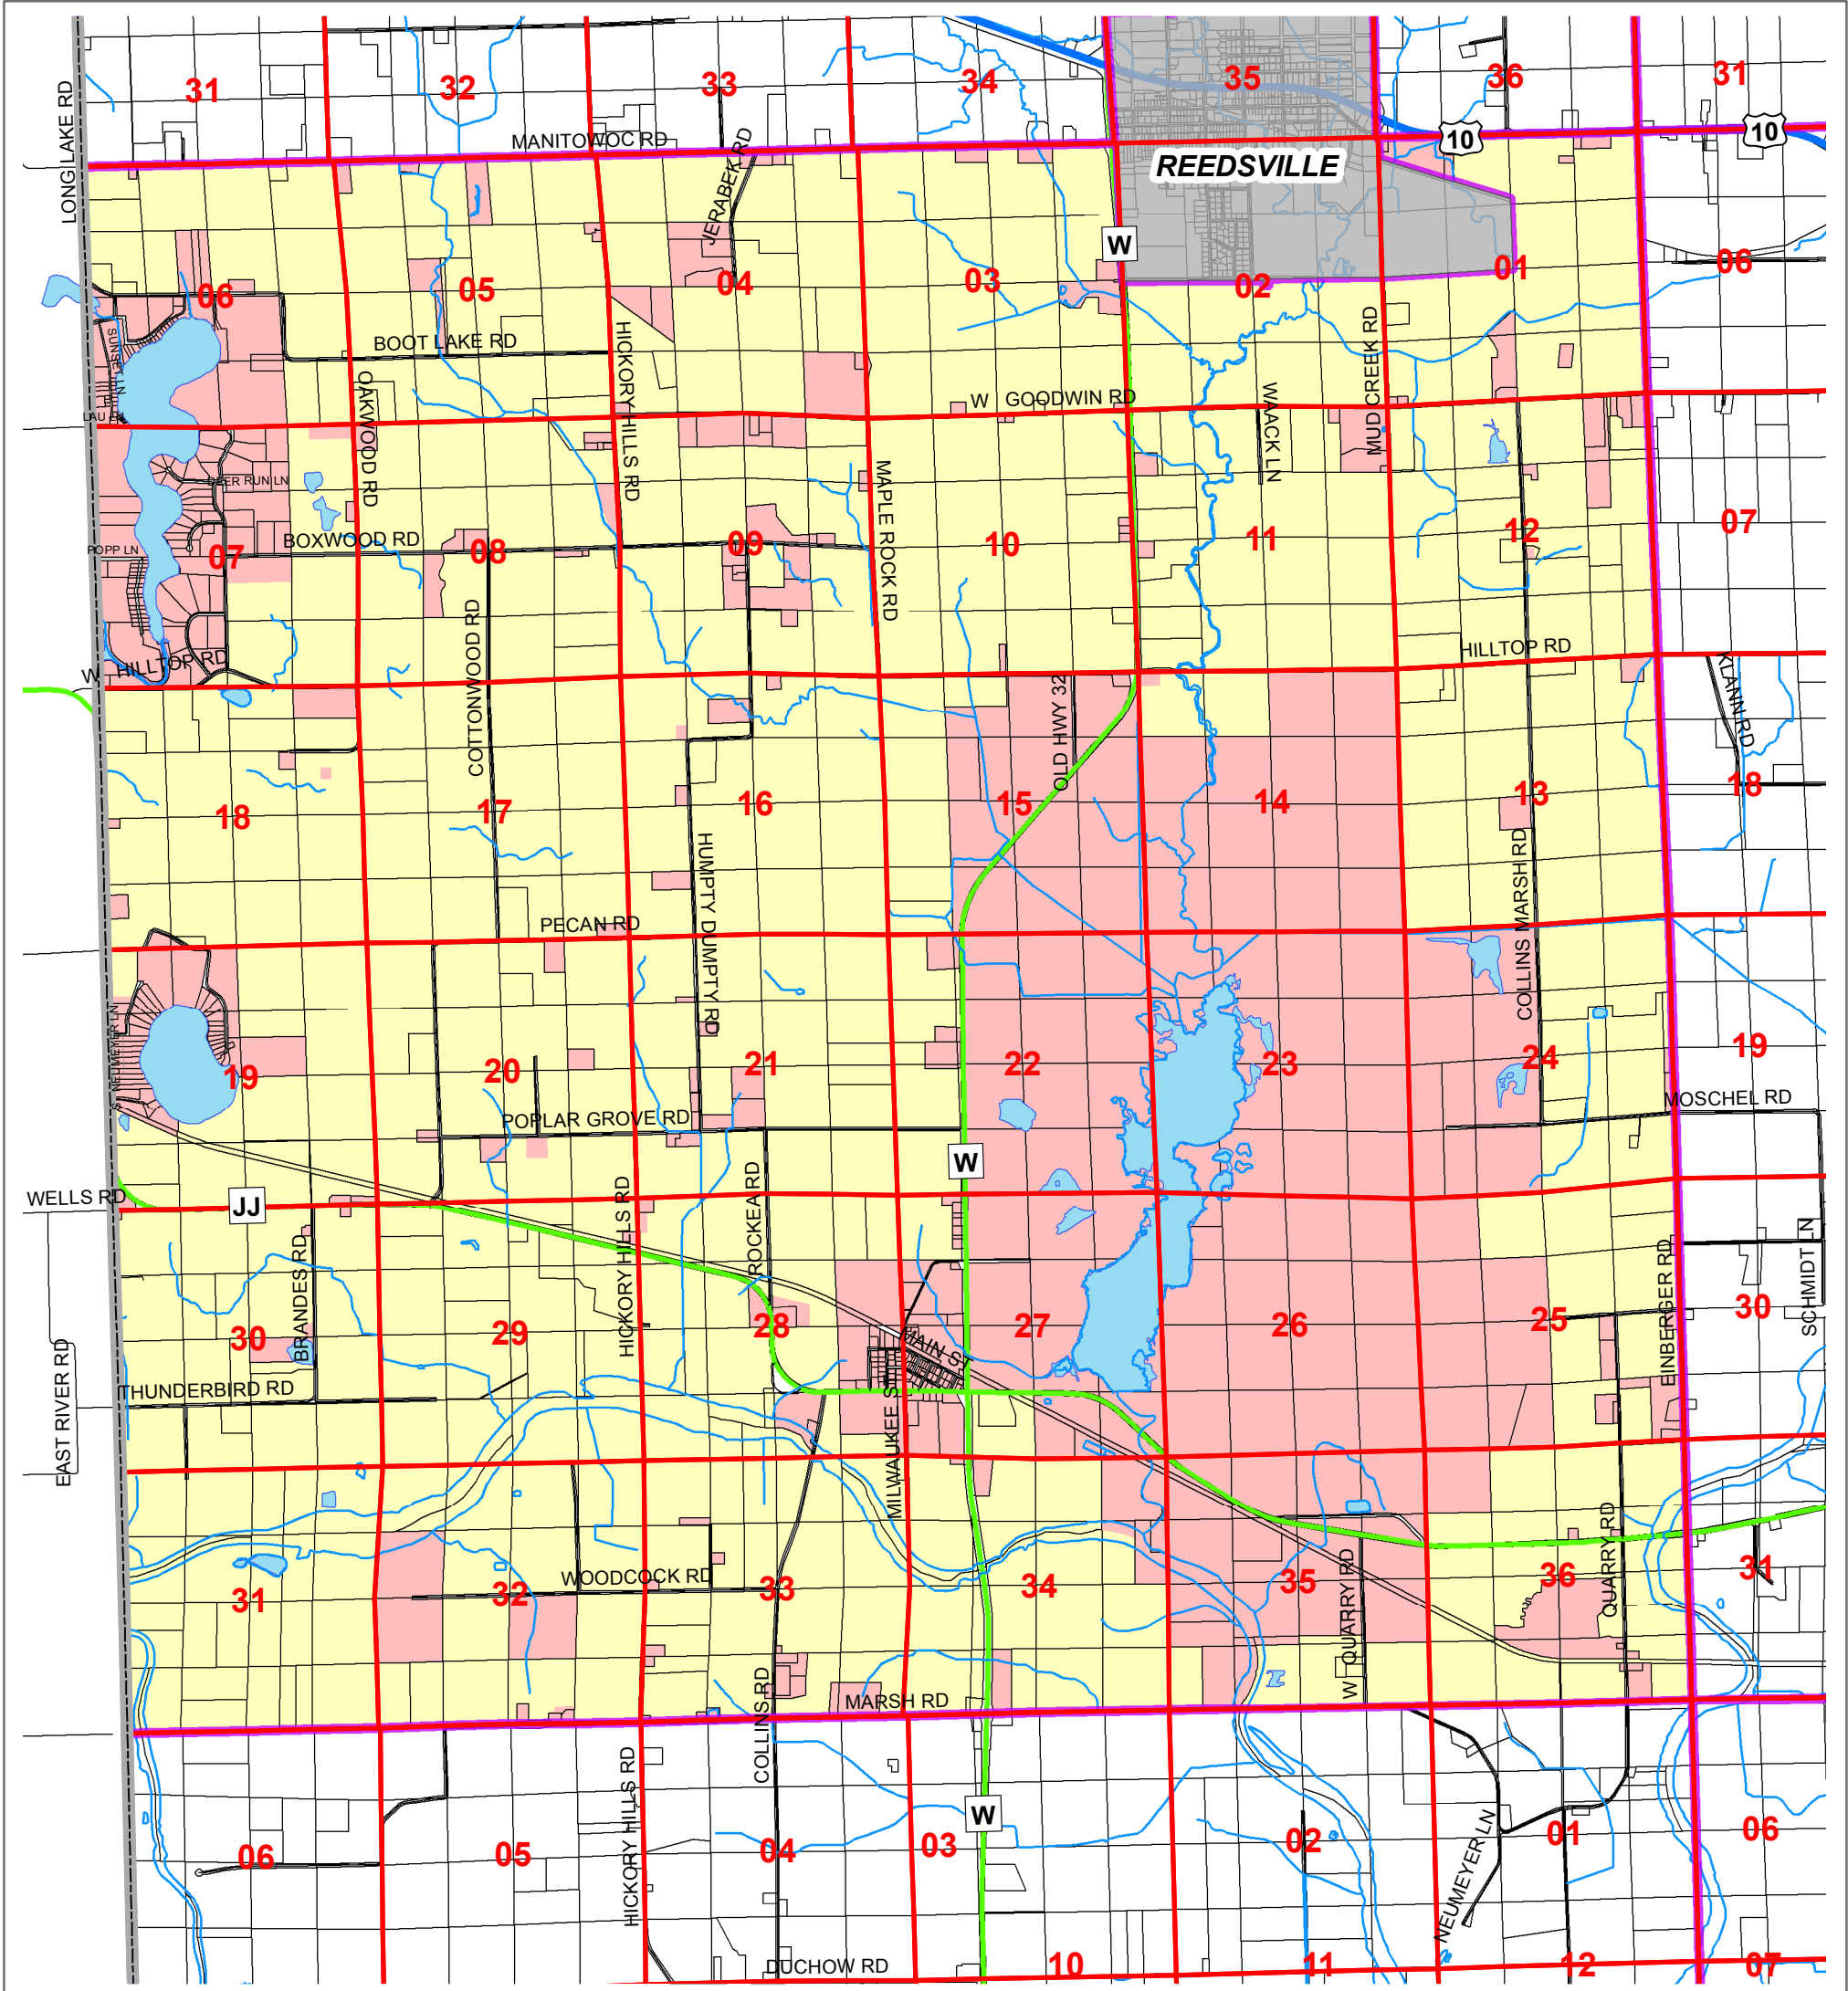 31
32
33
34
35
36
31
LONG LAKE RD
MANITOWOC RD
JERABEK RD
10
10
REEDSVILLE
W
06
05
04
03
02
01
06
SUNSET LN
BOOT LAKE RD
HICKORY HILLS RD
OAKWOOD RD
MUD CREEK RD
W GOODWIN RD
WAACK LN
MAPLE ROCK RD
DEER RUN LN
POPP LN
BOXWOOD RD
07
08
09
10
11
12
07
COTTONWOOD RD
W HILLTOP RD
HILLTOP RD
OLD HWY 32
KLANN RD
18
17
16
15
14
13
18
HUMPTY DUMPTY RD
COLLINS MARSH RD
PECAN RD
NEUMEYER LN
19
20
21
22
23
24
19
POPLAR GROVE RD
MOSCHEL RD
W
WELLS RD
JJ
HICKORY HILLS RD
ROCKEA RD
BRANDES RD
EINBERGER RD
SCHMIDT LN
30
29
28
27
26
25
30
MAIN ST
EAST RIVER RD
THUNDERBIRD RD
MILWAUKEE ST
QUARRY RD
WOODCOCK RD
W QUARRY RD
31
32
33
34
35
36
31
COLLINS RD
MARSH RD
HICKORY HILLS RD
W
NEUMEYER LN
06
05
04
03
02
01
06
DUCHOW RD
10
11
12
07